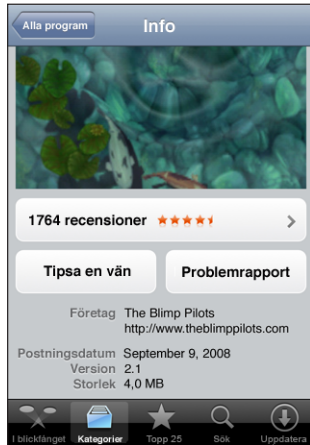 Alla program
Info
1764 recensioner
Tipsa en vän
Problemrapport
Företag The Blimp Pilots
http://www.theblimppilots.com
Postningsdatum September 9, 2008
Version 2.1
Storlek 4,0 MB
I blickfånget Kategorier Topp 25 Sök Uppdatera